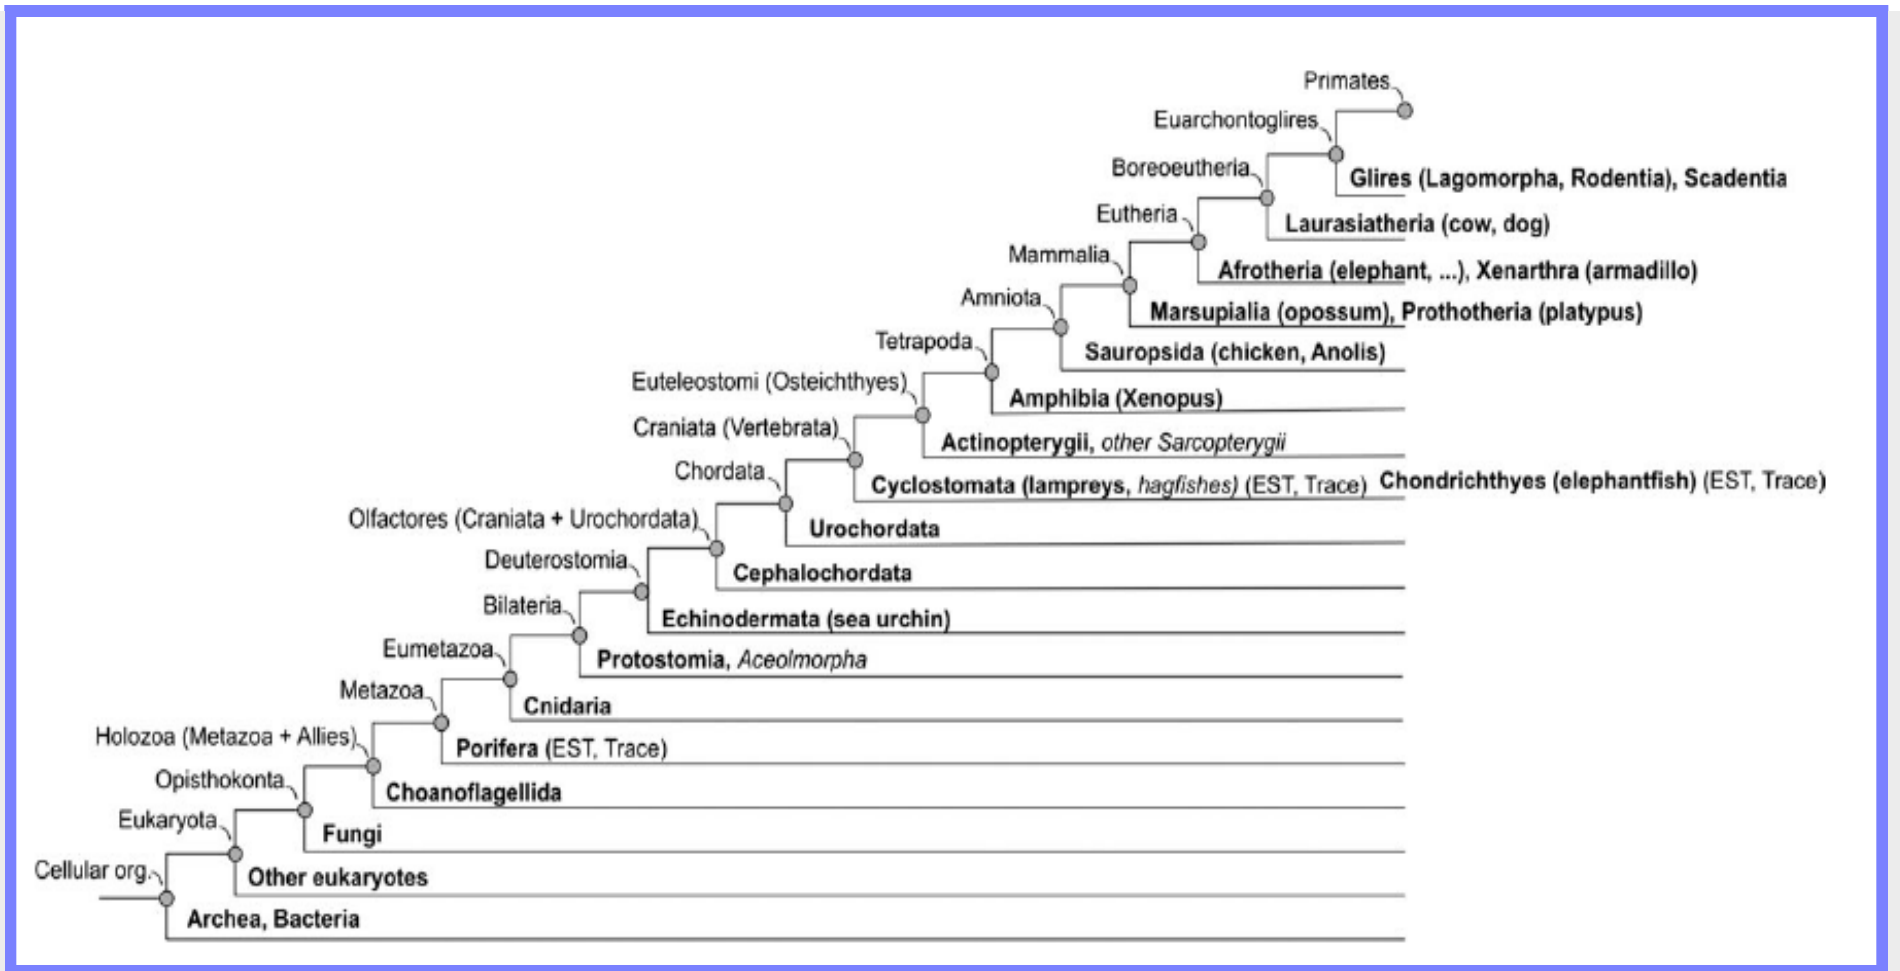 Primates
Euarchontoglires
Boreoeutheria
Glires (Lagomorpha, Rodentia), Scadentia
Eutheria
Laurasiatheria (cow, dog)
Mammalia
Afrotheria (elephant, ...), Xenarthra (armadillo)
Amniota
Marsupialia (opossum), Prothotheria (platypus)
Tetrapoda
Sauropsida (chicken, Anolis)
Euteleostomi (Osteichthyes)
Amphibia (Xenopus)
Craniata (Vertebrata)
Actinopterygii, other Sarcopterygii
Chordata
Cyclostomata (lampreys, hagfishes) (EST, Trace) Chondrichthyes (elephantfish) (EST, Trace)
Olfactores (Craniata + Urochordata)
Urochordata
Deuterostomia
Cephalochordata
Bilateria
Echinodermata (sea urchin)
Eumetazoa
Protostomia, Aceolmorpha
Metazoa
Cnidaria
Holozoa (Metazoa + Allies)
Porifera (EST, Trace)
Opisthokonta
Choanoflagellida
Eukaryota
Fungi
Cellular org.
Other eukaryotes
Archea, Bacteria